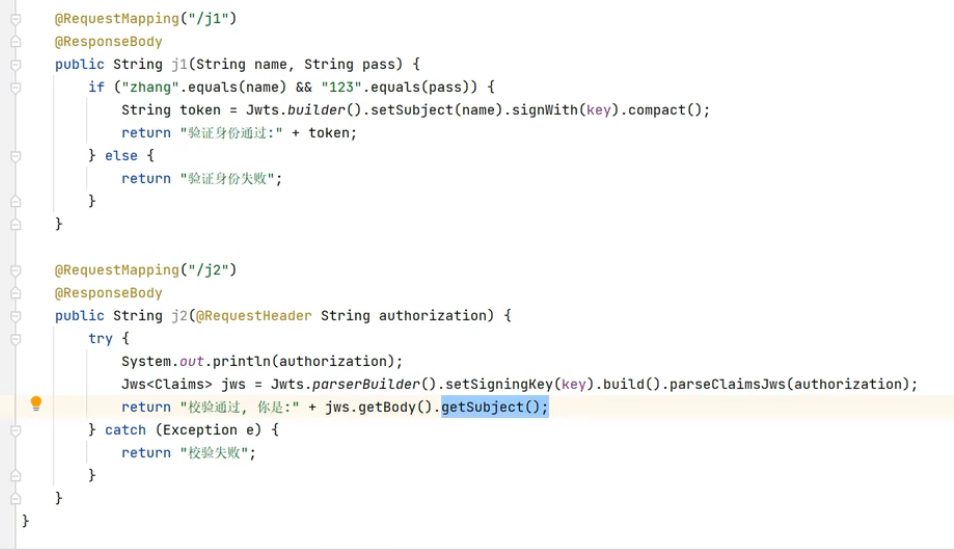 @RequestMapping("/j1")
@ResponseBody
public String j1(String name, String pass) {
if ("zhang".equals(name) && "123".equals(pass)) {
String token = Jwts.builder().setSubject(name).signWith(key).compact();
return "验证身份通过:" + token;
} else {
return "验证身份失败";
}
}
@RequestMapping("/j2")
@ResponseBody
public String j2(@RequestHeader String authorization) {
try {
System.out.println(authorization);
Jws<Claims> jws = Jwts.parserBuilder().setSigningKey(key).build().parseClaimsJws(authorization);
return "校验通过, 你是:" + jws.getBody().getSubject();
} catch (Exception e) {
return "校验失败";
}
}
}